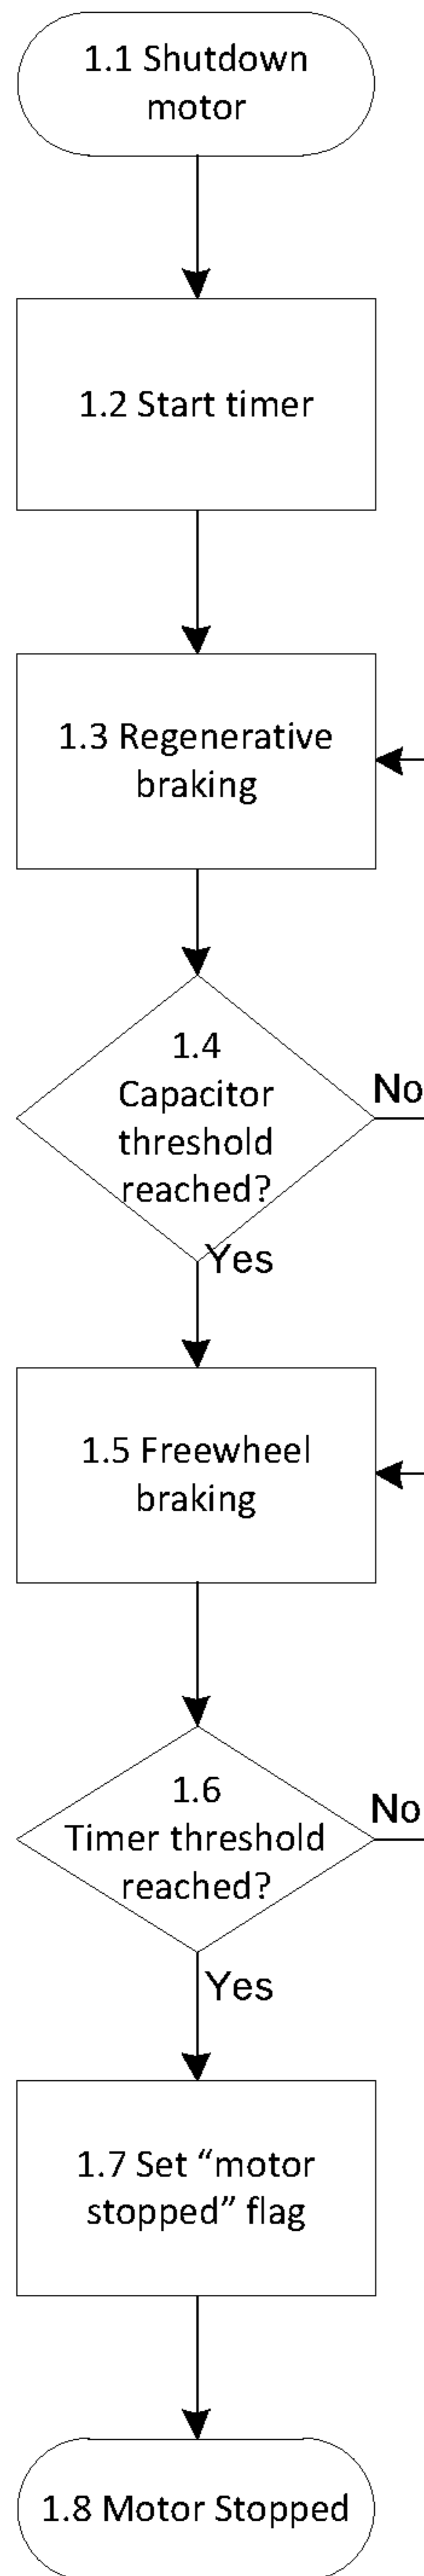 1.1 Shutdown
motor
1.2 Start timer
1.3 Regenerative
braking
1.4
Capacitor
threshold
reached?
No
Yes
1.5 Freewheel
braking
1.6
Timer threshold
reached?
No
Yes
1.7 Set “motor
stopped” flag
1.8 Motor Stopped